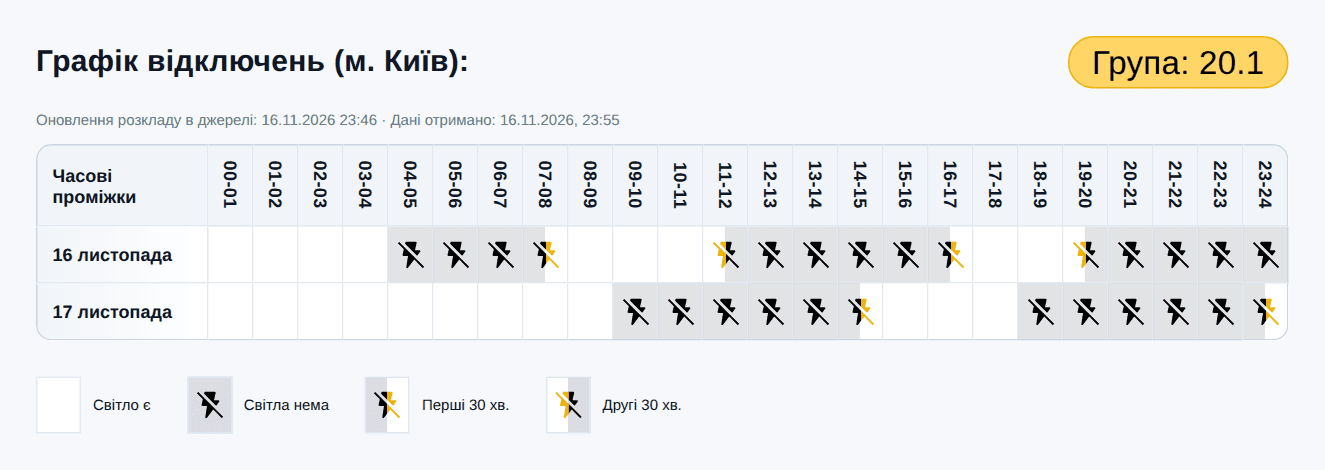 Графік відключень (м. Київ):
Група: 20.1
Оновлення розкладу в джерелі: 16.11.2026 23:46 · Дані отримано: 16.11.2026, 23:55
Часові
проміжки
00-01
01-02
02-03
03-04
04-05
05-06
06-07
07-08
08-09
09-10
10-11
11-12
12-13
13-14
14-15
15-16
16-17
17-18
18-19
19-20
20-21
21-22
22-23
23-24
16 листопада
17 листопада
Світло є
Світла нема
Перші 30 хв.
Другі 30 хв.